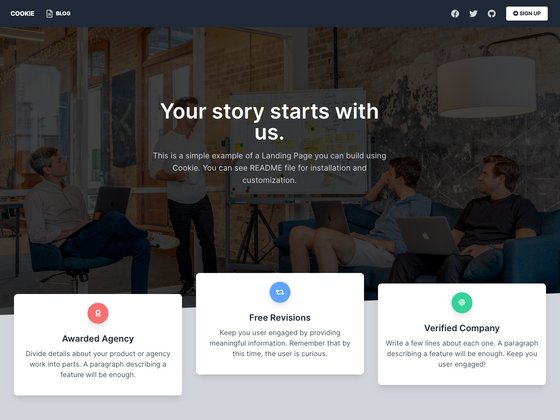 COOKIE BLOG SIGN UP
Your story starts with
us.
This is a simple example of a Landing Page you can build using
Cookie. You can see README file for installation and
customization.
Awarded Agency
Divide details about your product or agency
work into parts. A paragraph describing a
feature will be enough.
Free Revisions
Keep you user engaged by providing
meaningful information. Remember that by
this time, the user is curious.
Verified Company
Write a few lines about each one. A paragraph
describing a feature will be enough. Keep you
user engaged!